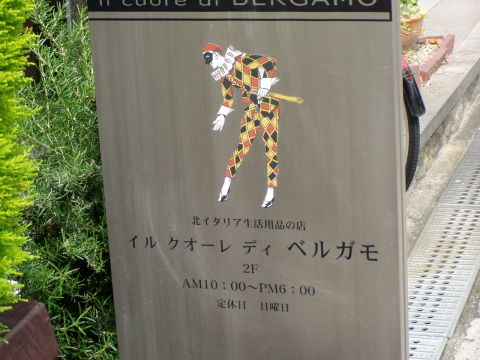 il cuore di BERGAMO
北イタリア生活用品の店
イル クオーレ ディ ベルガモ
2F
AM10：00〜PM6：00
定休日 日曜日